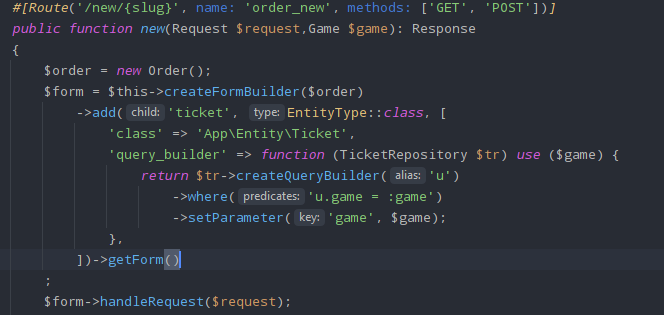 #[Route('/new/{slug}', name: 'order_new', methods: ['GET', 'POST'])]
public function new(Request $request,Game $game): Response
{
    $order = new Order();
    $form = $this->createFormBuilder($order)
        ->add( child: 'ticket', type: EntityType::class, [
            'class' => 'App\Entity\Ticket',
            'query_builder' => function (TicketRepository $tr) use ($game) {
                return $tr->createQueryBuilder( alias: 'u')
                    ->where( predicates: 'u.game = :game')
                    ->setParameter( key: 'game', $game);
            },
        ])->getForm()
    ;
    $form->handleRequest($request);